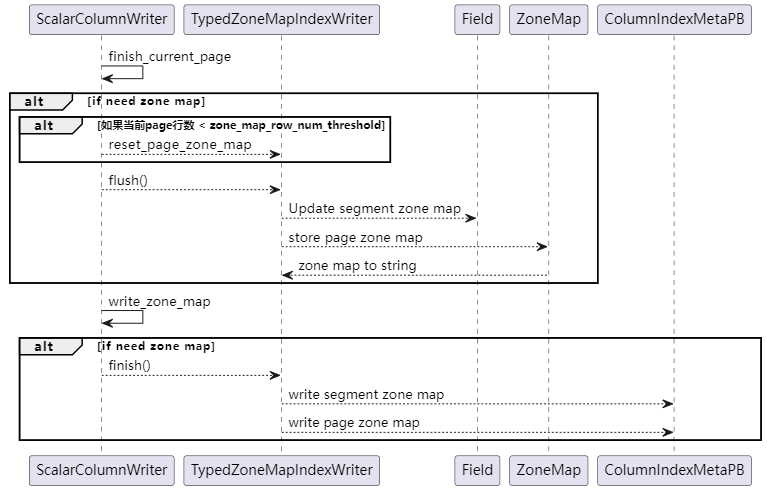 ScalarColumnWriter TypedZoneMapIndexWriter Field ZoneMap ColumnIndexMetaPB
finish_current_page
alt [if need zone map]
alt [如果当前page行数 < zone_map_row_num_threshold]
reset_page_zone_map
flush()
Update segment zone map
store page zone map
zone map to string
write_zone_map
alt [if need zone map]
finish()
write segment zone map
write page zone map
ScalarColumnWriter TypedZoneMapIndexWriter Field ZoneMap ColumnIndexMetaPB